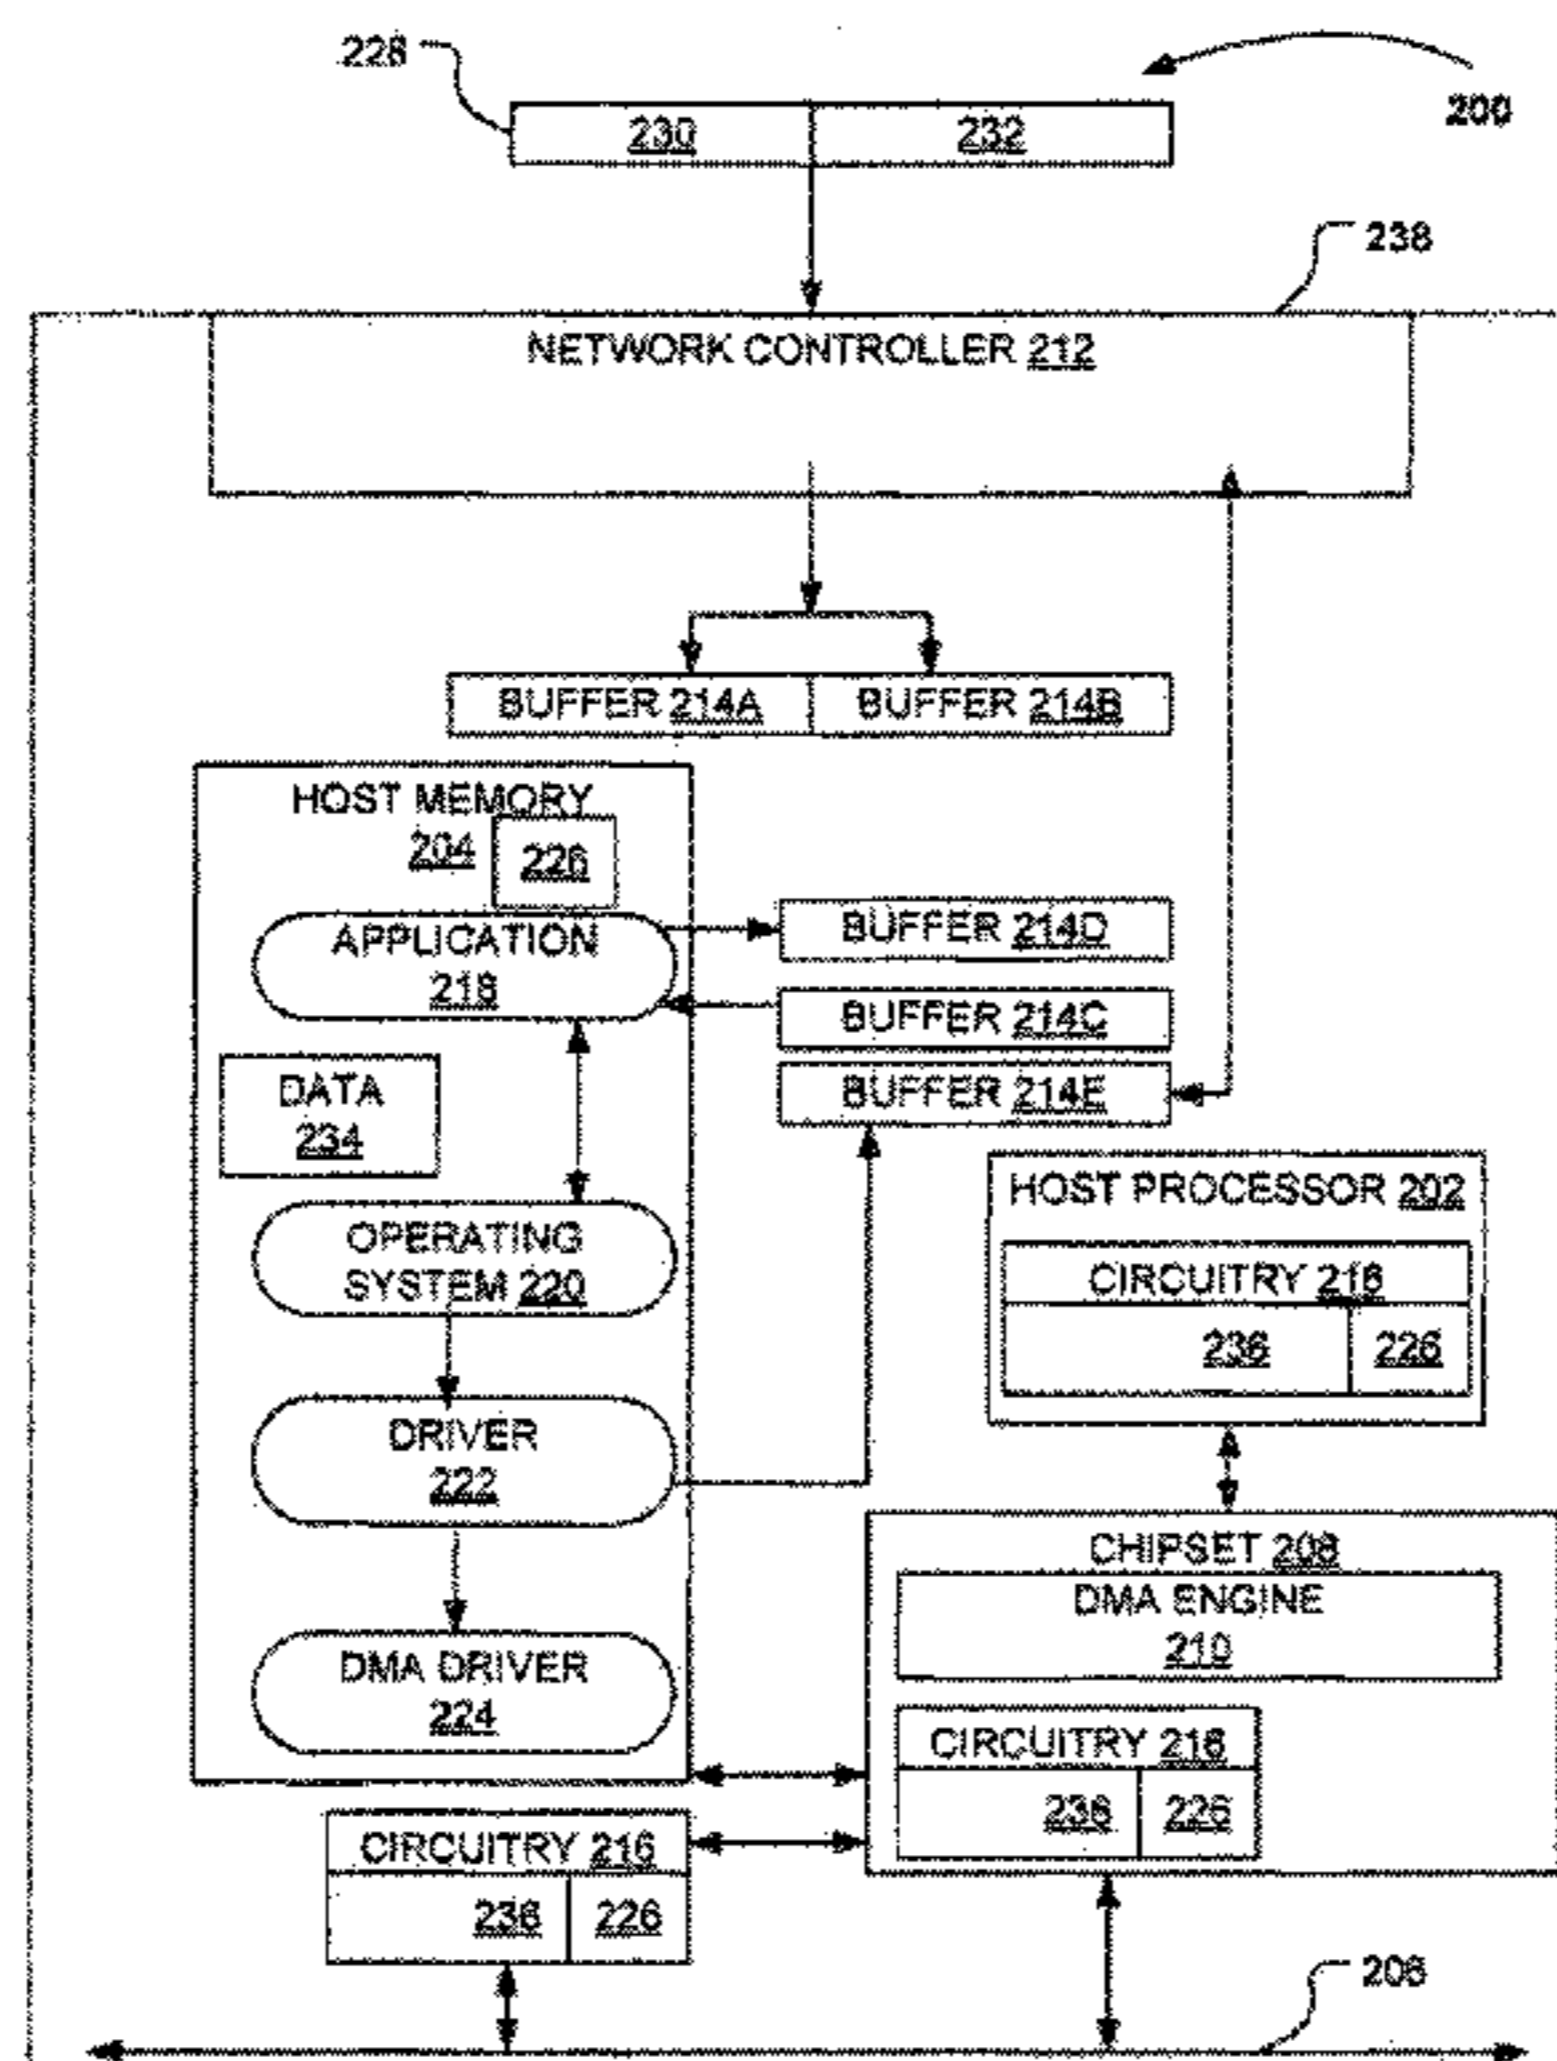 228
200
230 232
238
NETWORK CONTROLLER 212
BUFFER 214A BUFFER 214B
HOST MEMORY
204 226
APPLICATION
218
BUFFER 214D
BUFFER 214C
BUFFER 214E
DATA
234
OPERATING
SYSTEM 220
HOST PROCESSOR 202
CIRCUITRY 216
236 226
DRIVER
222
CHIPSET 208
DMA ENGINE
210
DMA DRIVER
224
CIRCUITRY 216
236 226
CIRCUITRY 216
236 226
206